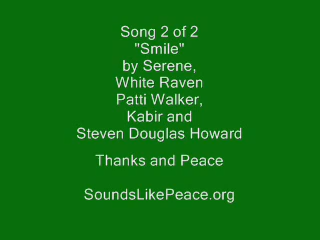 Song 2 of 2
"Smile"
by Serene,
White Raven
Patti Walker,
Kabir and
Steven Douglas Howard
Thanks and Peace
SoundsLikePeace.org